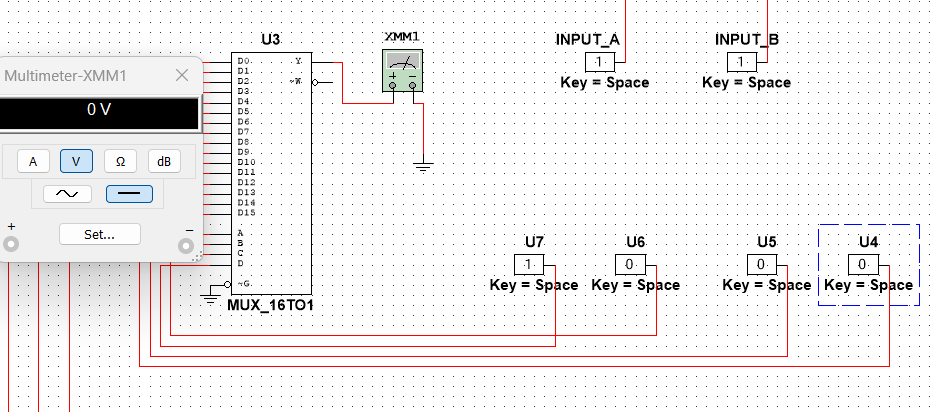 Multimeter-XMM1
0 V
A V Ω dB
Set...
+ −
U3
D0
D1
D2
D3
D4
D5
D6
D7
D8
D9
D10
D11
D12
D13
D14
D15
A
B
C
D
~G
Y
~W
MUX_16TO1
XMM1
+ −
INPUT_A
1
Key = Space
INPUT_B
1
Key = Space
U7
1
Key = Space
U6
0
Key = Space
U5
0
Key = Space
U4
0
Key = Space